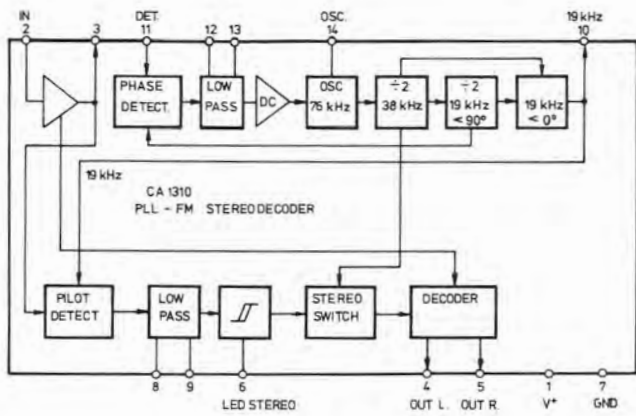 IN DET. OSC. 19 kHz
2 3 11 12 13 14 10
PHASE
DETECT.
LOW
PASS
DC
OSC
76 kHz
÷2
38 kHz
÷2
19 kHz
< 90°
19 kHz
< 0°
19 kHz
CA 1310
PLL - FM STEREODECODER
PILOT
DETECT
LOW
PASS
STEREO
SWITCH
DECODER
8 9 6 4 5 1 7
LED STEREO OUT L. OUT R. V+ GND